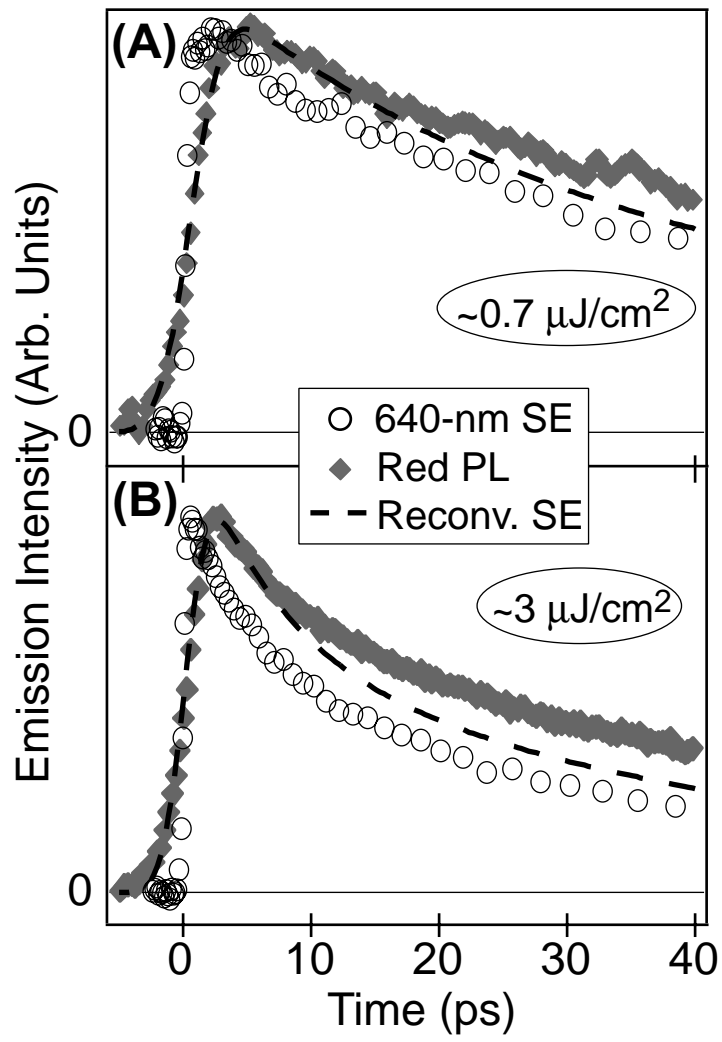 (A)
~0.7 μJ/cm2
0
640-nm SE
Red PL
Reconv. SE
(B)
~3 μJ/cm2
0
Emission Intensity (Arb. Units)
0 10 20 30 40
Time (ps)